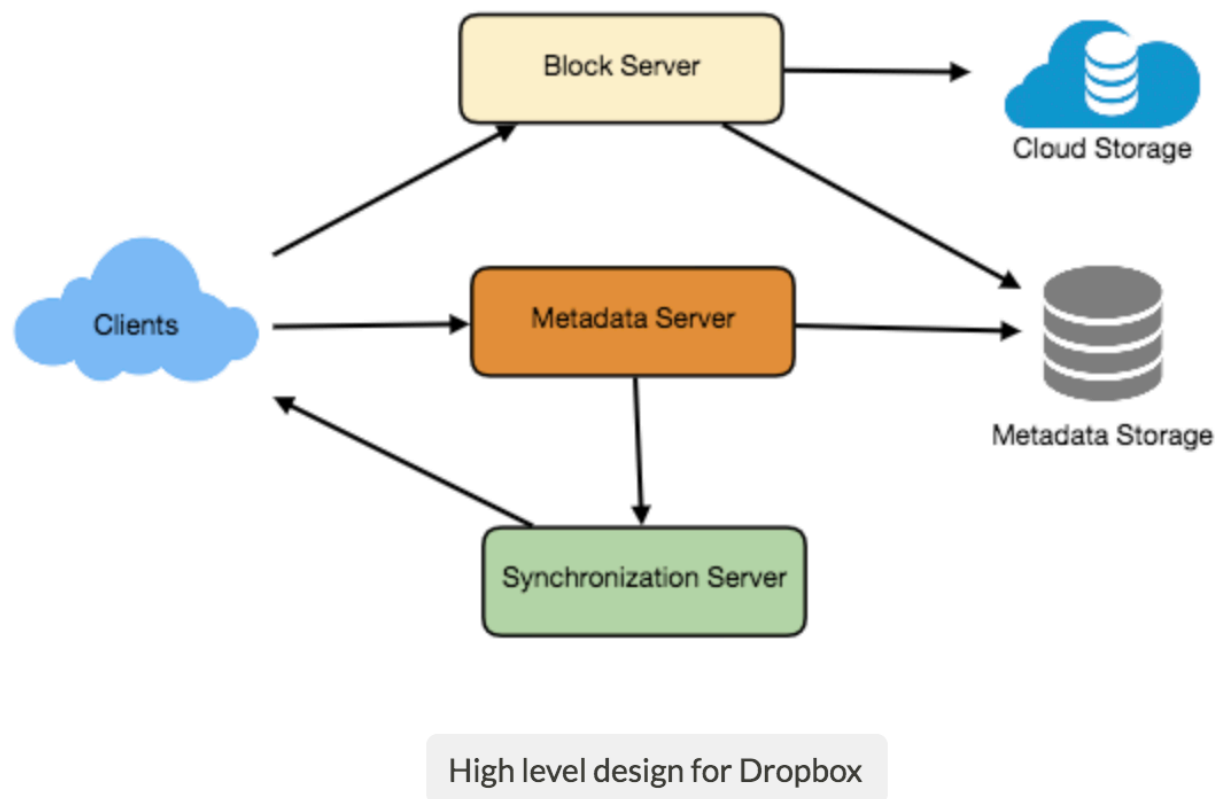 Block Server
Cloud Storage
Clients
Metadata Server
Metadata Storage
Synchronization Server
High level design for Dropbox